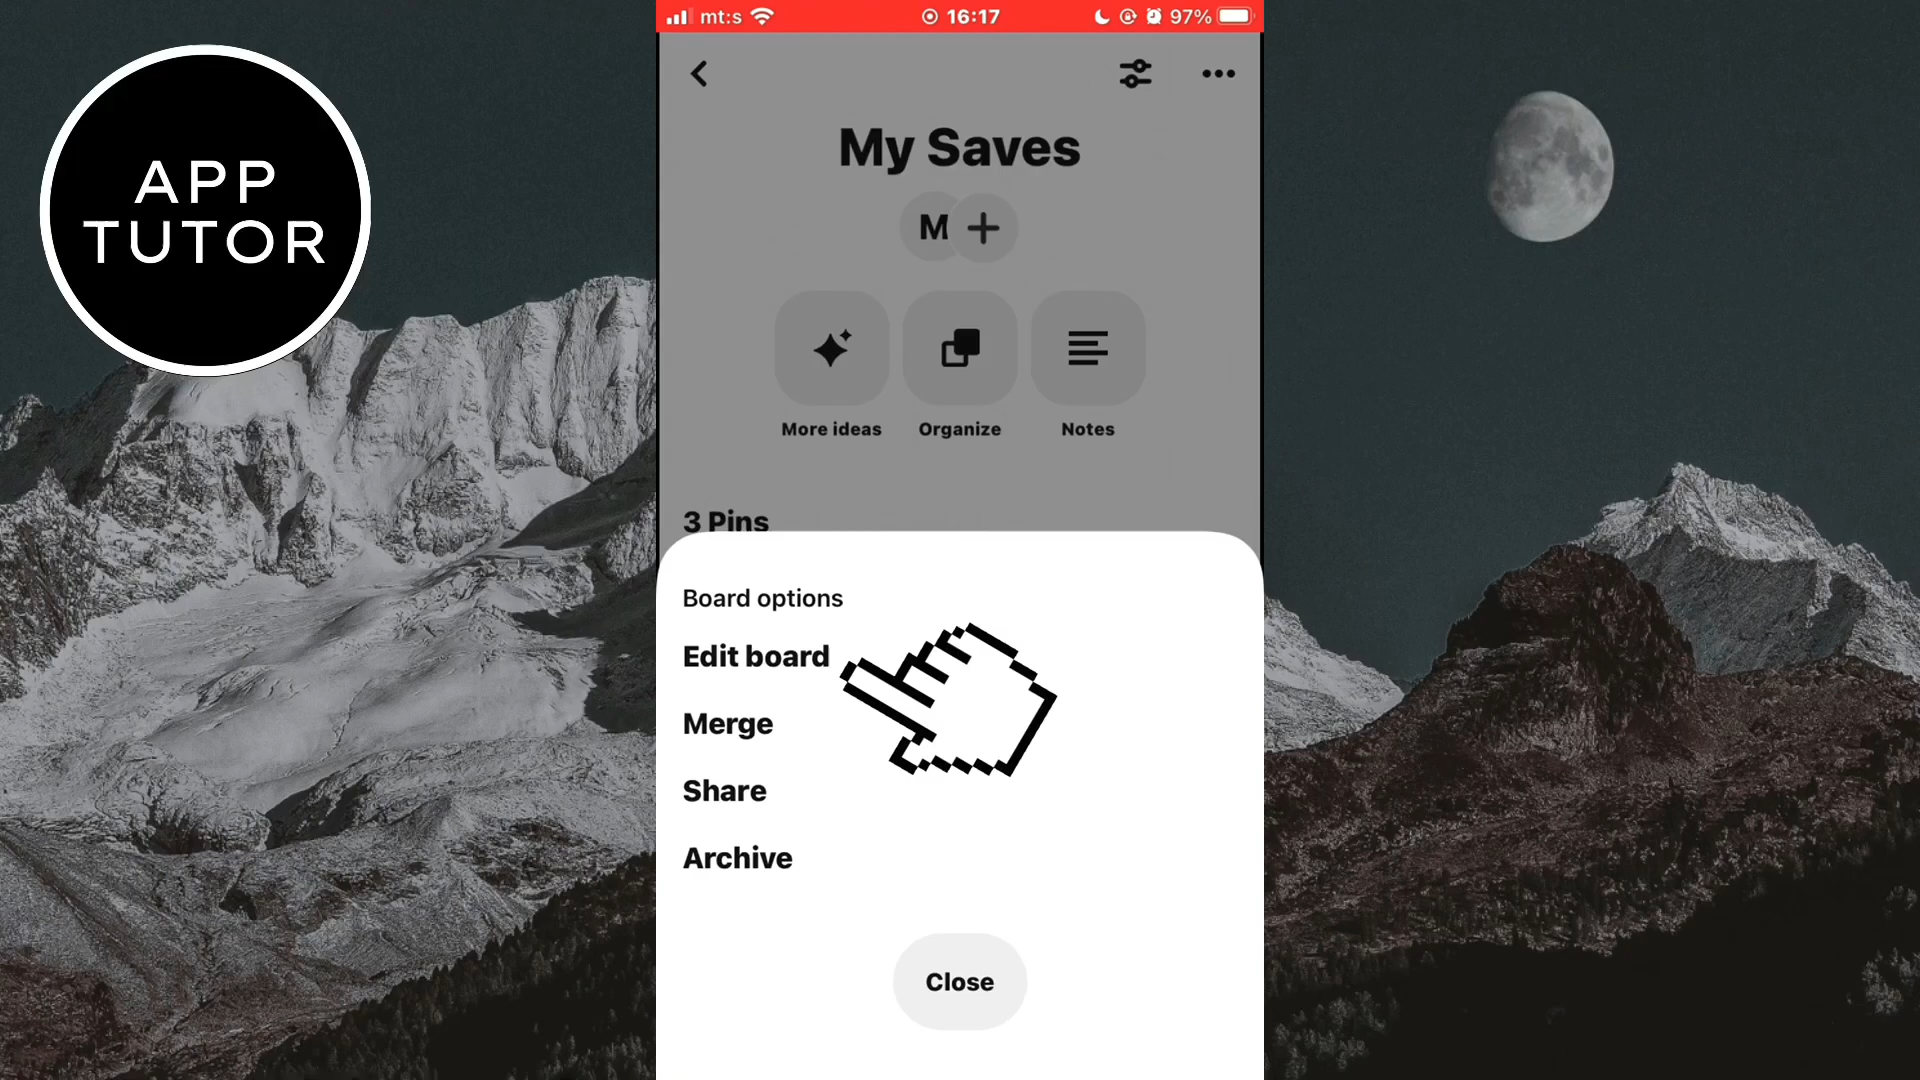 APP
TUTOR
mt:s
16:17
97%
My Saves
M
More ideas
Organize
Notes
3 Pins
Board options
Edit board
Merge
Share
Archive
Close